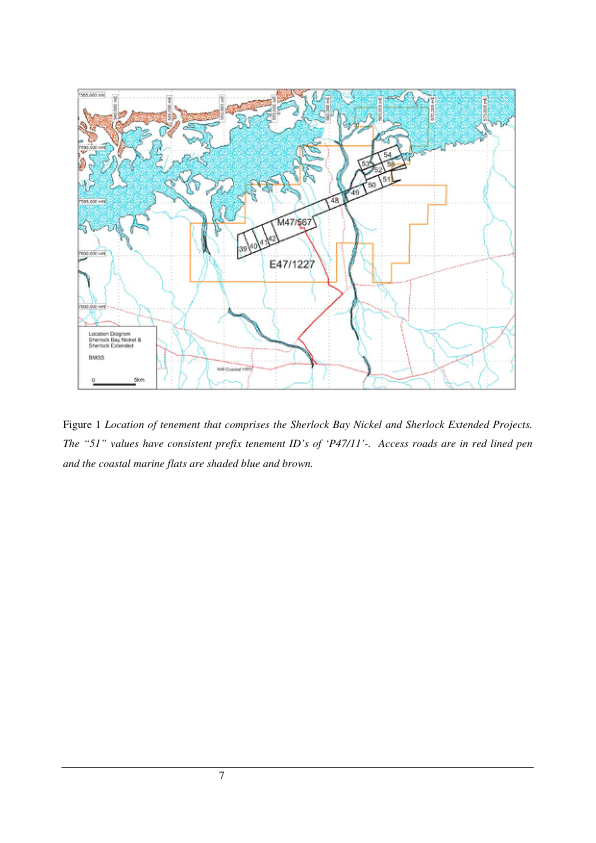 7585,000 mN
7590,000 mN
54
53
55
52
51
50
49
48
7595,000 mN
M47/567
42
41
40
39
E47/1227
7600,000 mN
7600,000 mN
Location Diagram
Sherlock Bay Nickel &
Sherlock Extended
BMGS
0 5km
NW Coastal HWY
Figure 1 Location of tenement that comprises the Sherlock Bay Nickel and Sherlock Extended Projects.
The “51” values have consistent prefix tenement ID’s of ‘P47/11’-. Access roads are in red lined pen
and the coastal marine flats are shaded blue and brown.
7